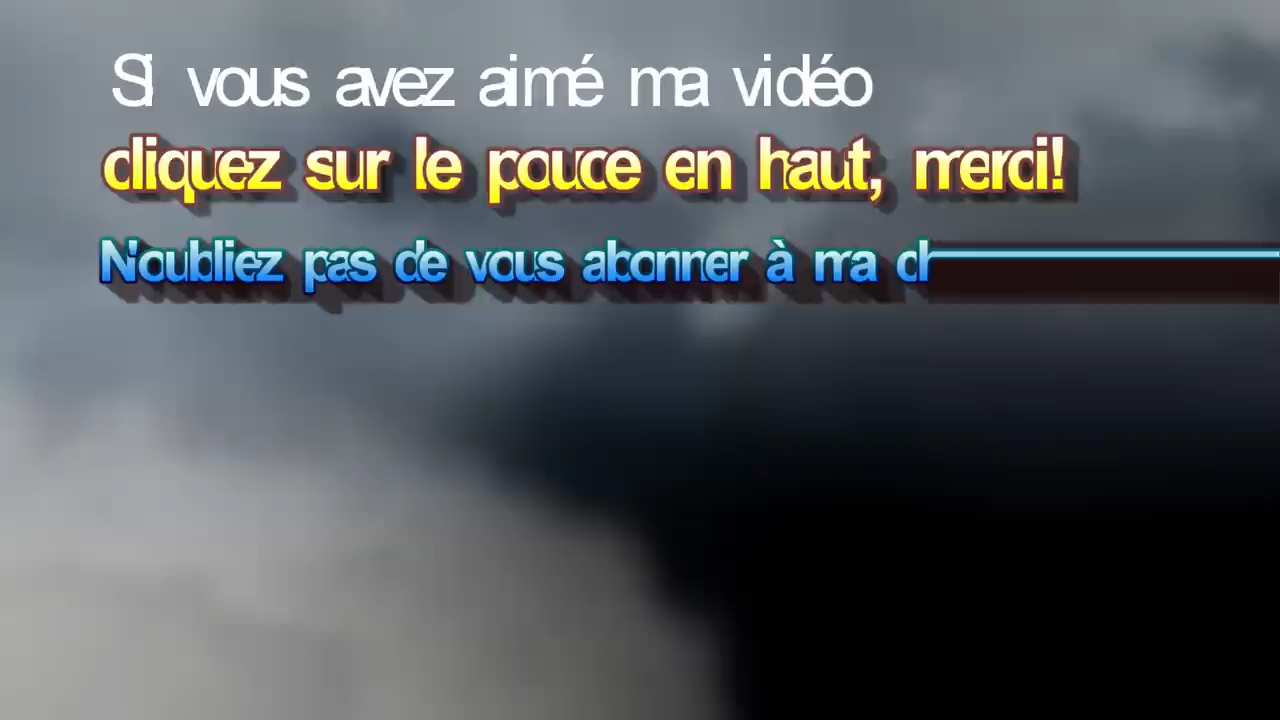 Si vous avez aimé ma vidéo
cliquez sur le pouce en haut, merci!
N'oubliez pas de vous abonner à ma